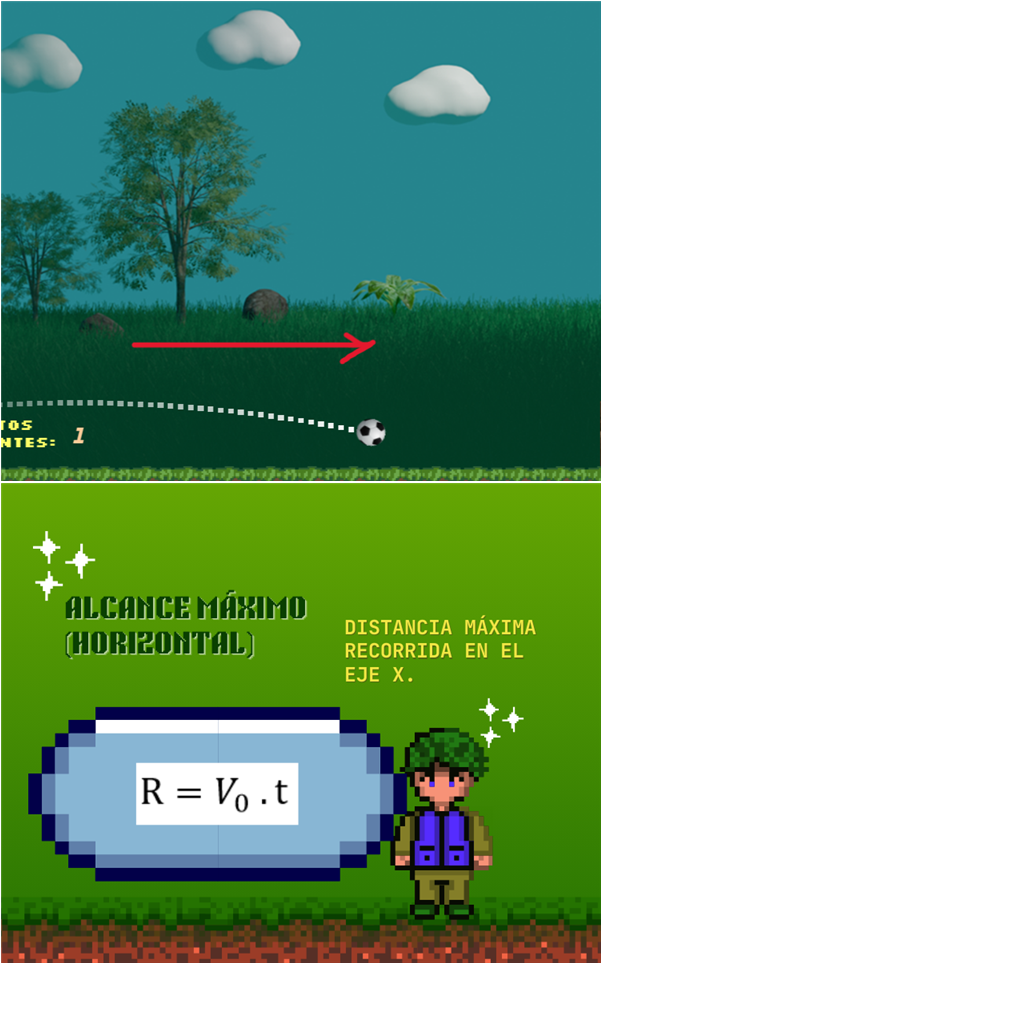 TOS
NTES: 1
ALCANCE MÁXIMO
(HORIZONTAL)
DISTANCIA MÁXIMA
RECORRIDA EN EL
EJE X.
R = V₀ . t